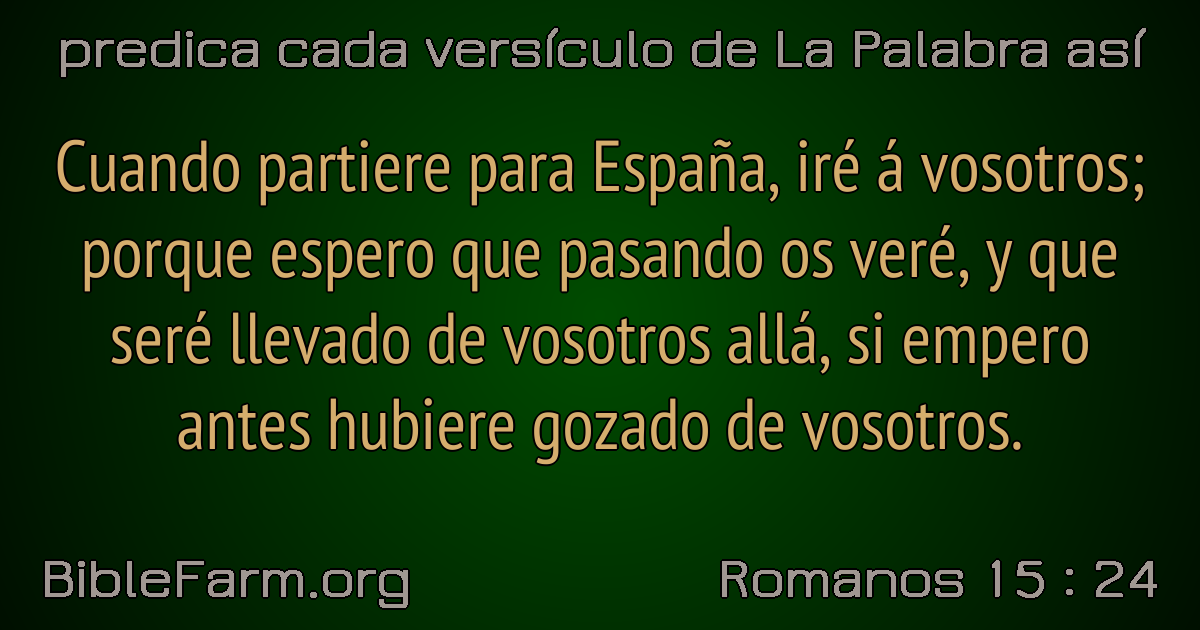 predica cada versículo de La Palabra así
Cuando partiere para España, iré á vosotros;
porque espero que pasando os veré, y que
seré llevado de vosotros allá, si empero
antes hubiere gozado de vosotros.
BibleFarm.org
Romanos 15 : 24